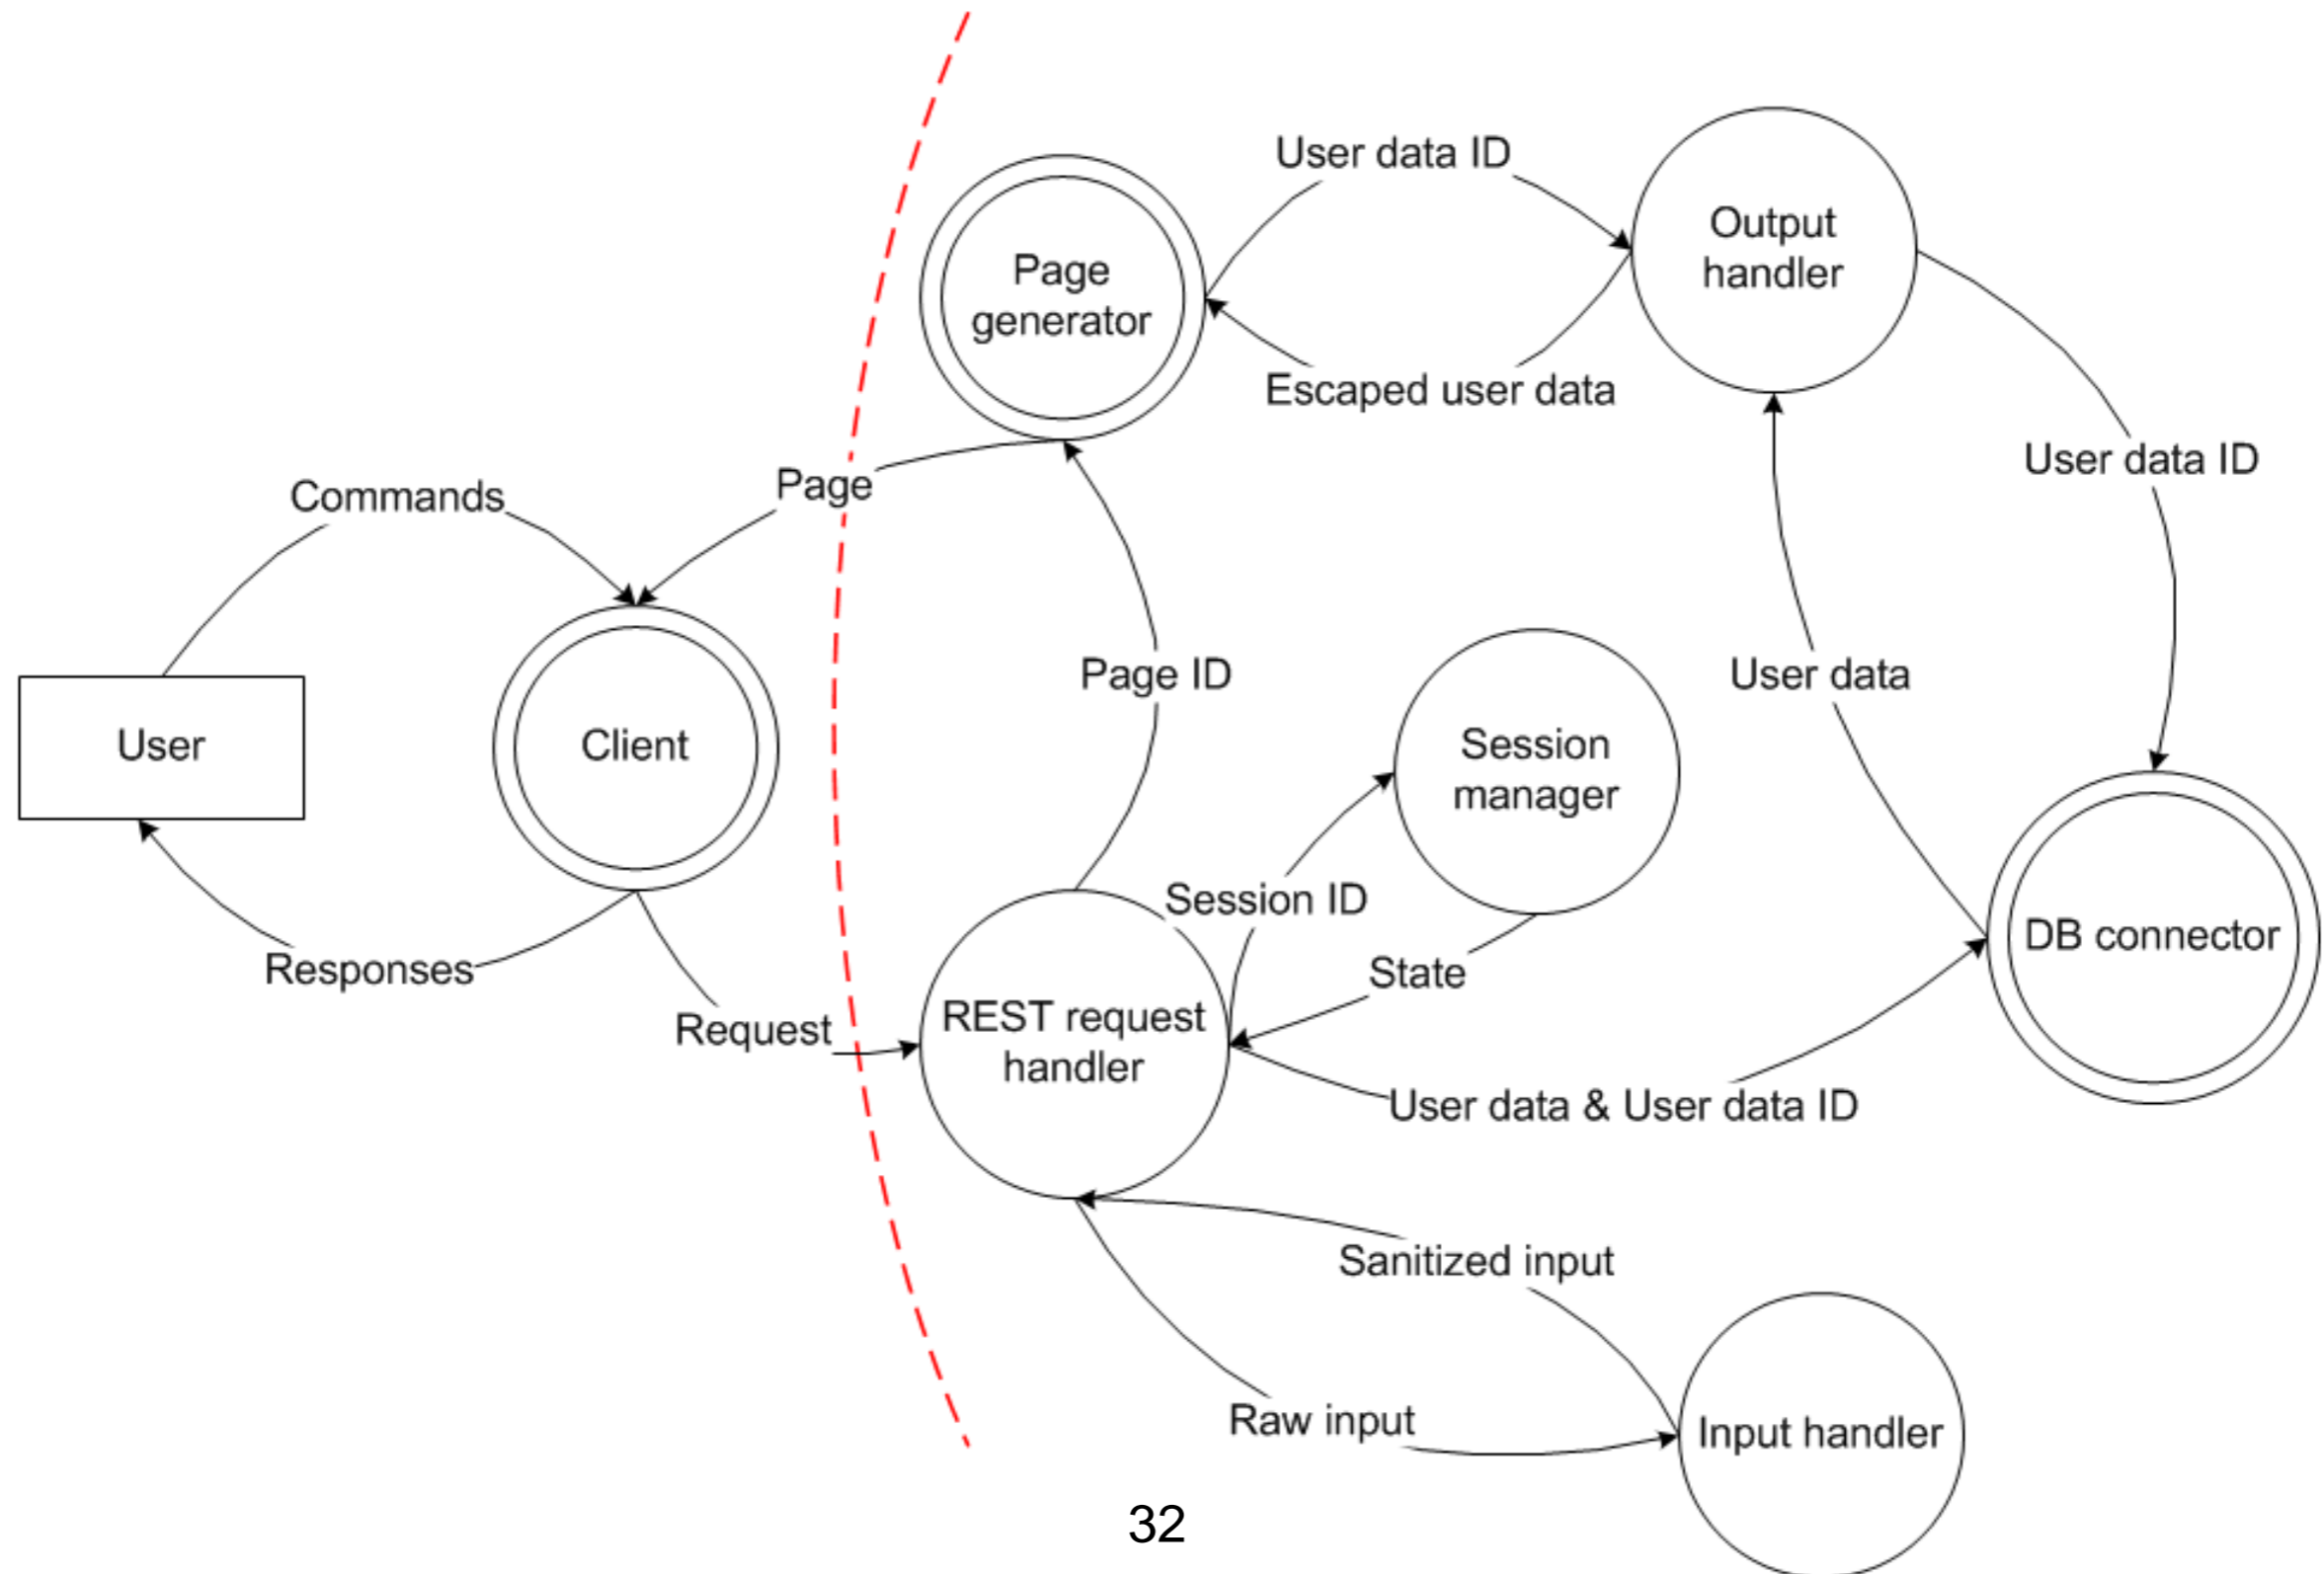 User data ID
Output
handler
Page
generator
Escaped user data
User data ID
Commands
Page
Page ID
User data
User
Client
Session
manager
Session ID
DB connector
Responses
State
REST request
handler
Request
User data & User data ID
Sanitized input
Raw input
Input handler
32